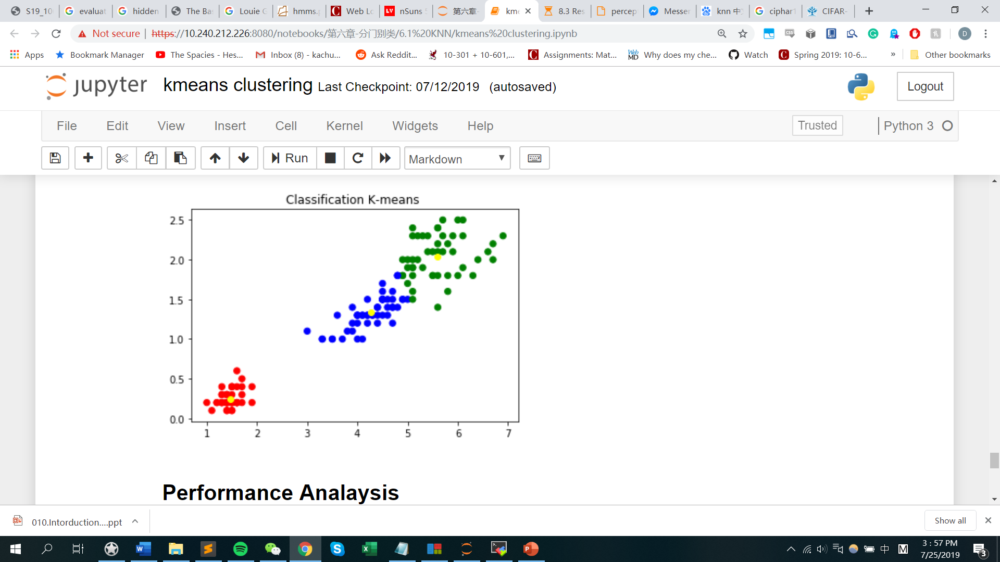 S19_10
evaluat
hidden
The Ba
Louie G
hmms.p
Web Lo
nSuns 5
第六章-
kme
8.3 Res
percep
Messen
knn 中文
ciphar1
CIFAR-
Not secure | https://10.240.212.226:8080/notebooks/第六章-分门别类/6.1%20KNN/kmeans%20clustering.ipynb
Apps
Bookmark Manager
The Spacies - Hes...
Inbox (8) - kachu...
Ask Reddit...
10-301 + 10-601,...
Assignments: Mat...
Why does my che...
Watch
Spring 2019: 10-6...
»
Other bookmarks
jupyter kmeans clustering Last Checkpoint: 07/12/2019 (autosaved)
Logout
File Edit View Insert Cell Kernel Widgets Help
Trusted
Python 3
Run
Markdown
Classification K-means
2.5
2.0
1.5
1.0
0.5
0.0
1 2 3 4 5 6 7
Performance Analaysis
010.Intorduction....ppt
Show all
中
M
3:57 PM
7/25/2019
3